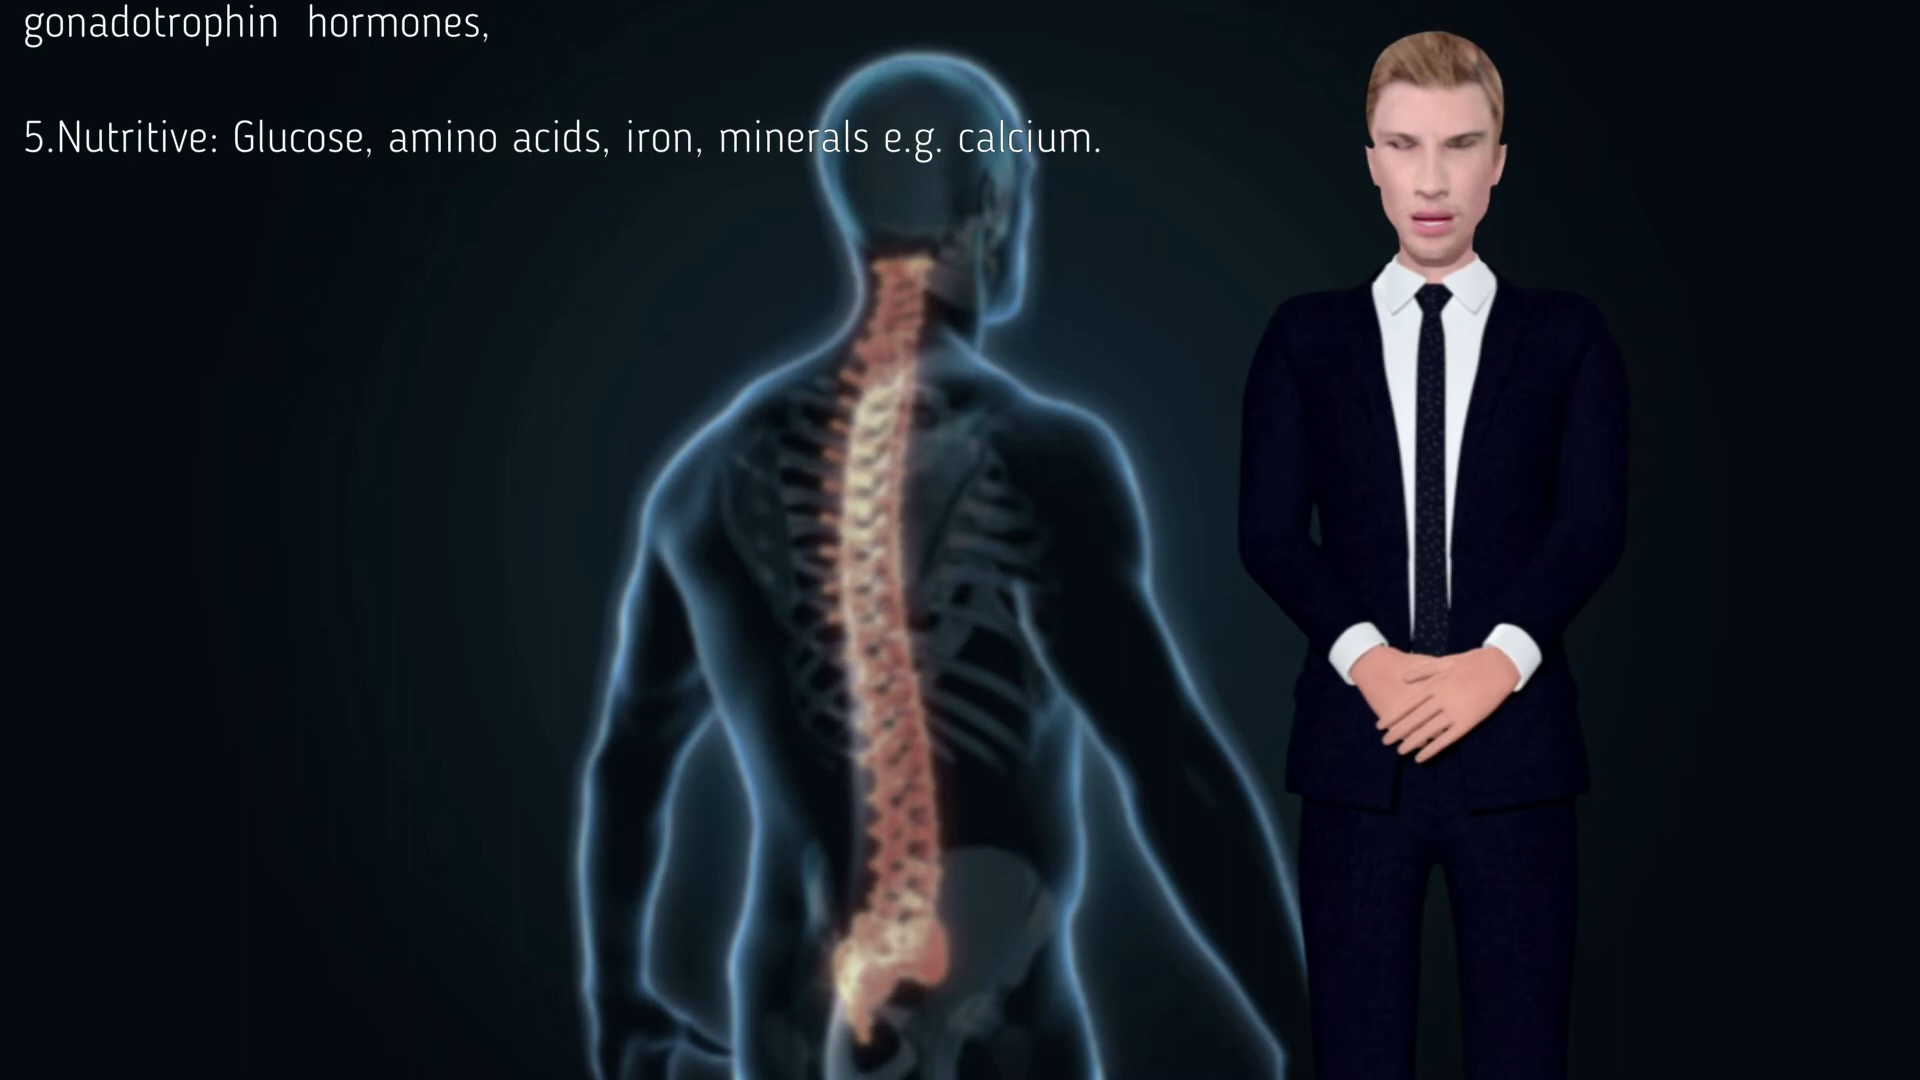 gonadotrophin hormones,
5.Nutritive: Glucose, amino acids, iron, minerals e.g. calcium.